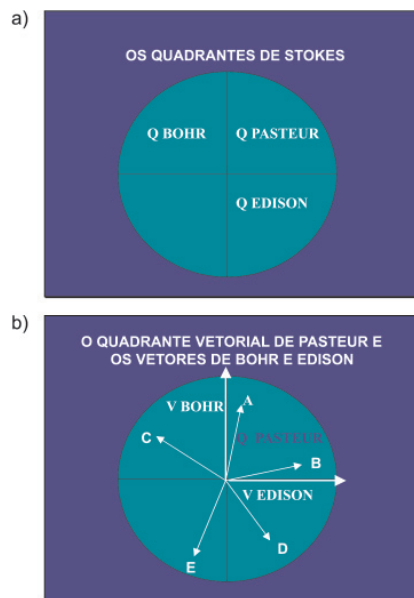 a)
OS QUADRANTES DE STOKES
Q BOHR Q PASTEUR
Q EDISON
b)
O QUADRANTE VETORIAL DE PASTEUR E
OS VETORES DE BOHR E EDISON
V BOHR A
C Q PASTEUR
B
V EDISON
D
E